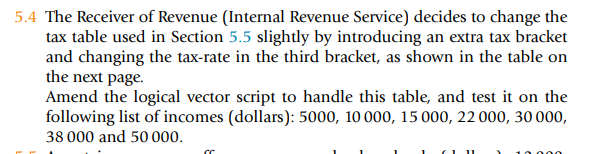 5.4 The Receiver of Revenue (Internal Revenue Service) decides to change the
tax table used in Section 5.5 slightly by introducing an extra tax bracket
and changing the tax-rate in the third bracket, as shown in the table on
the next page.
Amend the logical vector script to handle this table, and test it on the
following list of incomes (dollars): 5000, 10 000, 15 000, 22 000, 30 000,
38 000 and 50 000.